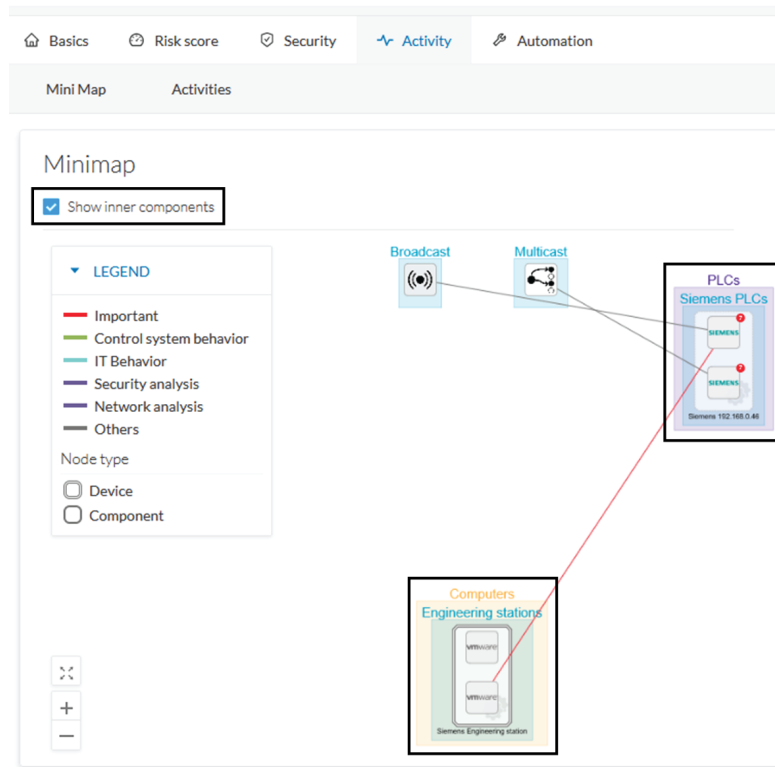 Basics
Risk score
Security
Activity
Automation
Mini Map
Activities
Minimap
Show inner components
LEGEND
Important
Control system behavior
IT Behavior
Security analysis
Network analysis
Others
Node type
Device
Component
Broadcast
Multicast
PLCs
Siemens PLCs
SIEMENS
7
SIEMENS
7
Siemens 192.168.0.46
Computers
Engineering stations
vmware
vmware
Siemens Engineering station